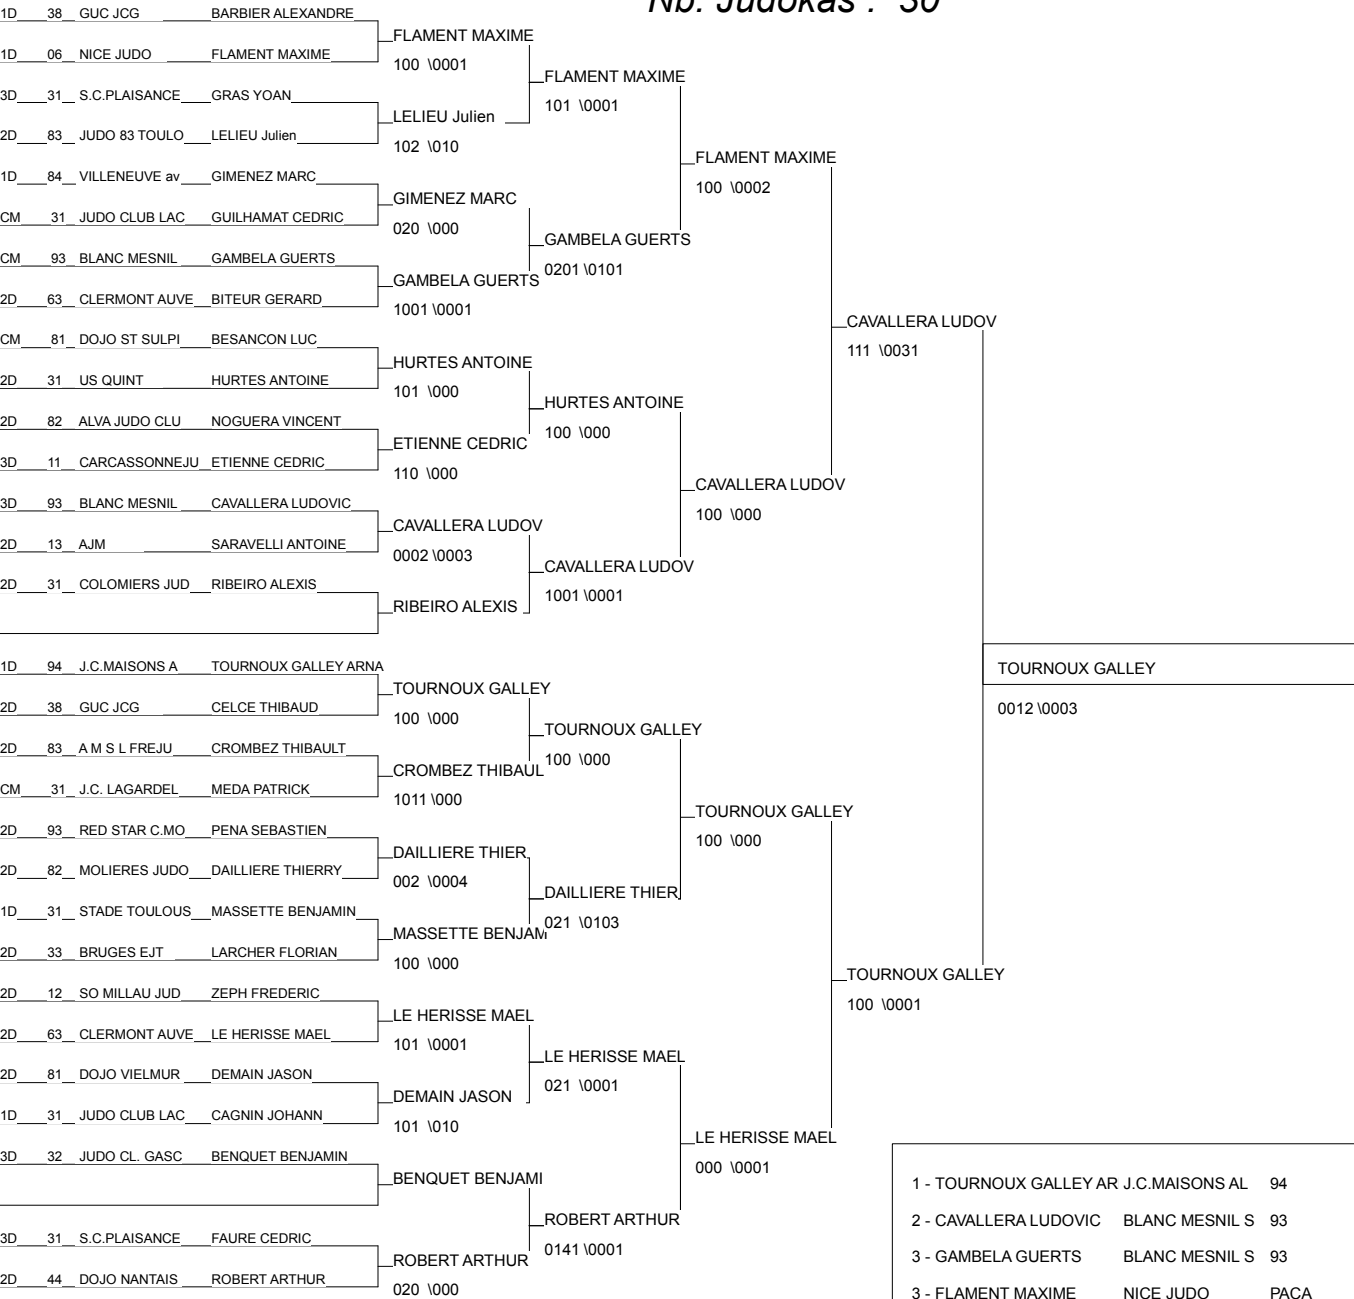 Nb. Judokas : 30
1D 38 GUC JCG BARBIER ALEXANDRE
1D 06 NICE JUDO FLAMENT MAXIME
3D 31 S.C.PLAISANCE GRAS YOAN
2D 83 JUDO 83 TOULO LELIEU Julien
1D 84 VILLENEUVE av GIMENEZ MARC
CM 31 JUDO CLUB LAC GUILHAMAT CEDRIC
CM 93 BLANC MESNIL GAMBELA GUERTS
2D 63 CLERMONT AUVE BITEUR GERARD
CM 81 DOJO ST SULPI BESANCON LUC
2D 31 US QUINT HURTES ANTOINE
2D 82 ALVA JUDO CLU NOGUERA VINCENT
3D 11 CARCASSONNEJU ETIENNE CEDRIC
3D 93 BLANC MESNIL CAVALLERA LUDOVIC
2D 13 AJM SARAVELLI ANTOINE
2D 31 COLOMIERS JUD RIBEIRO ALEXIS
1D 94 J.C.MAISONS A TOURNOUX GALLEY ARNA
2D 38 GUC JCG CELCE THIBAUD
2D 83 A M S L FREJU CROMBEZ THIBAULT
CM 31 J.C. LAGARDEL MEDA PATRICK
2D 93 RED STAR C.MO PENA SEBASTIEN
2D 82 MOLIERES JUDO DAILLIERE THIERRY
1D 31 STADE TOULOUS MASSETTE BENJAMIN
2D 33 BRUGES EJT LARCHER FLORIAN
2D 12 SO MILLAU JUD ZEPH FREDERIC
2D 63 CLERMONT AUVE LE HERISSE MAEL
2D 81 DOJO VIELMUR DEMAIN JASON
1D 31 JUDO CLUB LAC CAGNIN JOHANN
3D 32 JUDO CL. GASC BENQUET BENJAMIN
3D 31 S.C.PLAISANCE FAURE CEDRIC
2D 44 DOJO NANTAIS ROBERT ARTHUR
FLAMENT MAXIME
100 \0001
LELIEU Julien
102 \010
GIMENEZ MARC
020 \000
GAMBELA GUERTS
1001 \0001
HURTES ANTOINE
101 \000
ETIENNE CEDRIC
110 \000
CAVALLERA LUDOV
0002 \0003
RIBEIRO ALEXIS
TOURNOUX GALLEY
100 \000
CROMBEZ THIBAUL
1011 \000
DAILLIERE THIER
002 \0004
MASSETTE BENJAM
100 \000
LE HERISSE MAEL
101 \0001
DEMAIN JASON
101 \010
BENQUET BENJAMI
ROBERT ARTHUR
020 \000
FLAMENT MAXIME
101 \0001
GAMBELA GUERTS
0201 \0101
HURTES ANTOINE
100 \000
CAVALLERA LUDOV
1001 \0001
TOURNOUX GALLEY
100 \000
DAILLIERE THIER
021 \0103
LE HERISSE MAEL
021 \0001
ROBERT ARTHUR
0141 \0001
FLAMENT MAXIME
100 \0002
CAVALLERA LUDOV
100 \000
TOURNOUX GALLEY
100 \000
LE HERISSE MAEL
000 \0001
CAVALLERA LUDOV
111 \0031
TOURNOUX GALLEY
100 \0001
TOURNOUX GALLEY
0012 \0003
1 - TOURNOUX GALLEY AR J.C.MAISONS AL 94
2 - CAVALLERA LUDOVIC BLANC MESNIL S 93
3 - GAMBELA GUERTS BLANC MESNIL S 93
3 - FLAMENT MAXIME NICE JUDO PACA